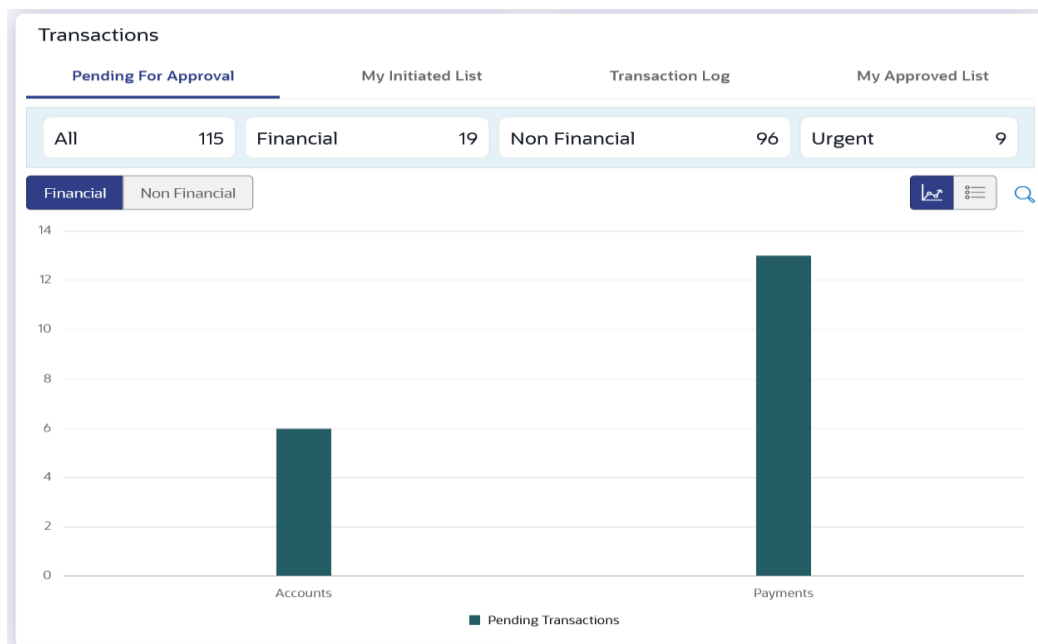 Transactions
Pending For Approval My Initiated List Transaction Log My Approved List
All 115 Financial 19 Non Financial 96 Urgent 9
Financial Non Financial
14
12
10
8
6
4
2
0
Accounts Payments
Pending Transactions